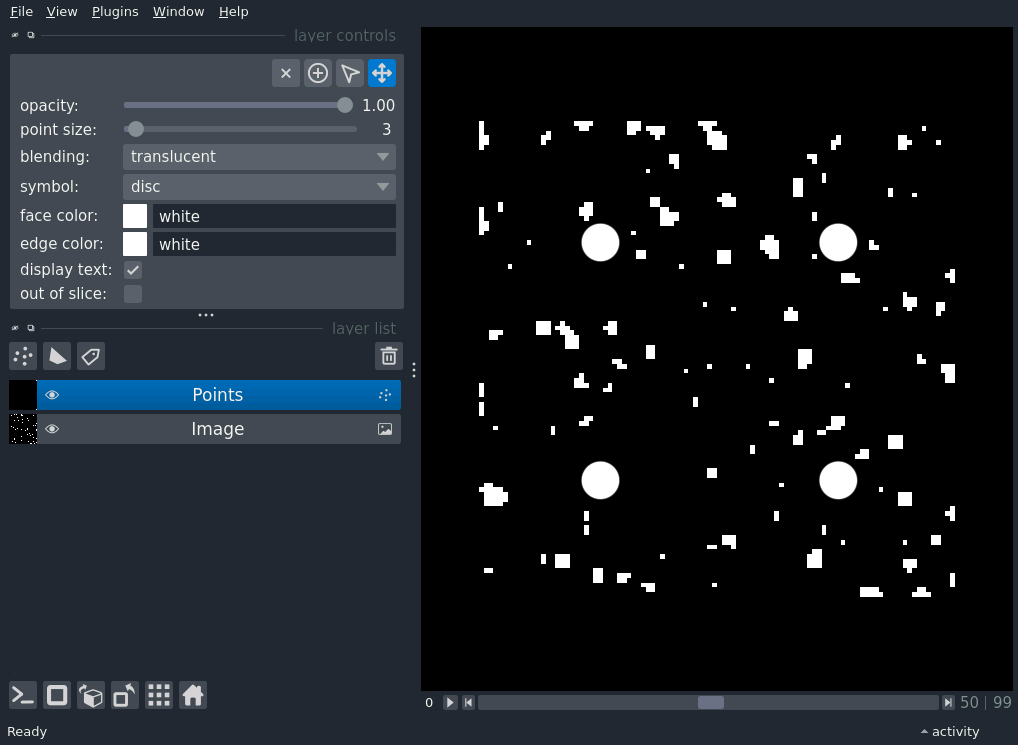 File View Plugins Window Help
layer controls
opacity: 1.00
point size: 3
blending: translucent
symbol: disc
face color: white
edge color: white
display text:
out of slice:
layer list
Points
Image
0 50 | 99
Ready activity